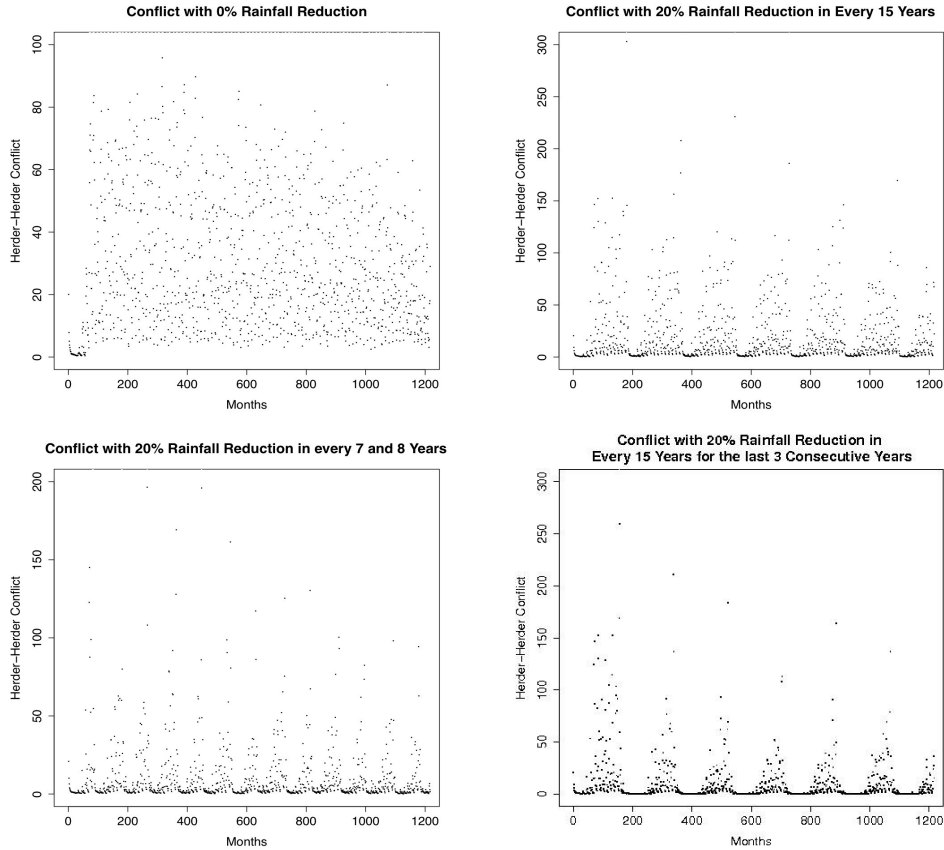 Conflict with 0% Rainfall Reduction
100
80
60
40
20
0
Herder−Herder Conflict
0 200 400 600 800 1000 1200
Months
Conflict with 20% Rainfall Reduction in Every 15 Years
300
250
200
150
100
50
0
Herder−Herder Conflict
0 200 400 600 800 1000 1200
Months
Conflict with 20% Rainfall Reduction in every 7 and 8 Years
200
150
100
50
0
Herder−Herder Conflict
0 200 400 600 800 1000 1200
Months
Conflict with 20% Rainfall Reduction in
Every 15 Years for the last 3 Consecutive Years
300
250
200
150
100
50
0
Herder−Herder Conflict
0 200 400 600 800 1000 1200
Months